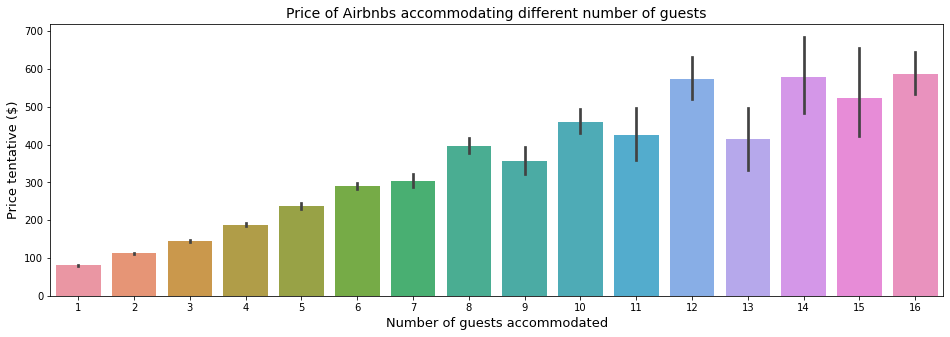 Price of Airbnbs accommodating different number of guests
Price tentative ($)
700
600
500
400
300
200
100
0
1 2 3 4 5 6 7 8 9 10 11 12 13 14 15 16
Number of guests accommodated